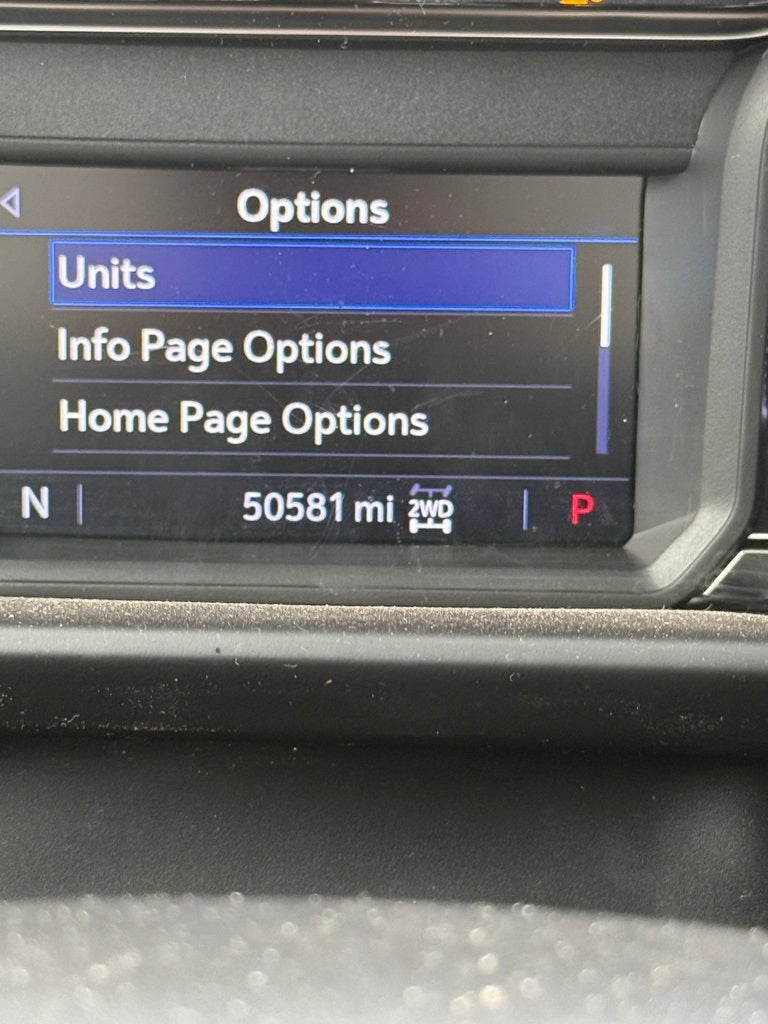 Options
Units
Info Page Options
Home Page Options
N 50581 mi 2WD P